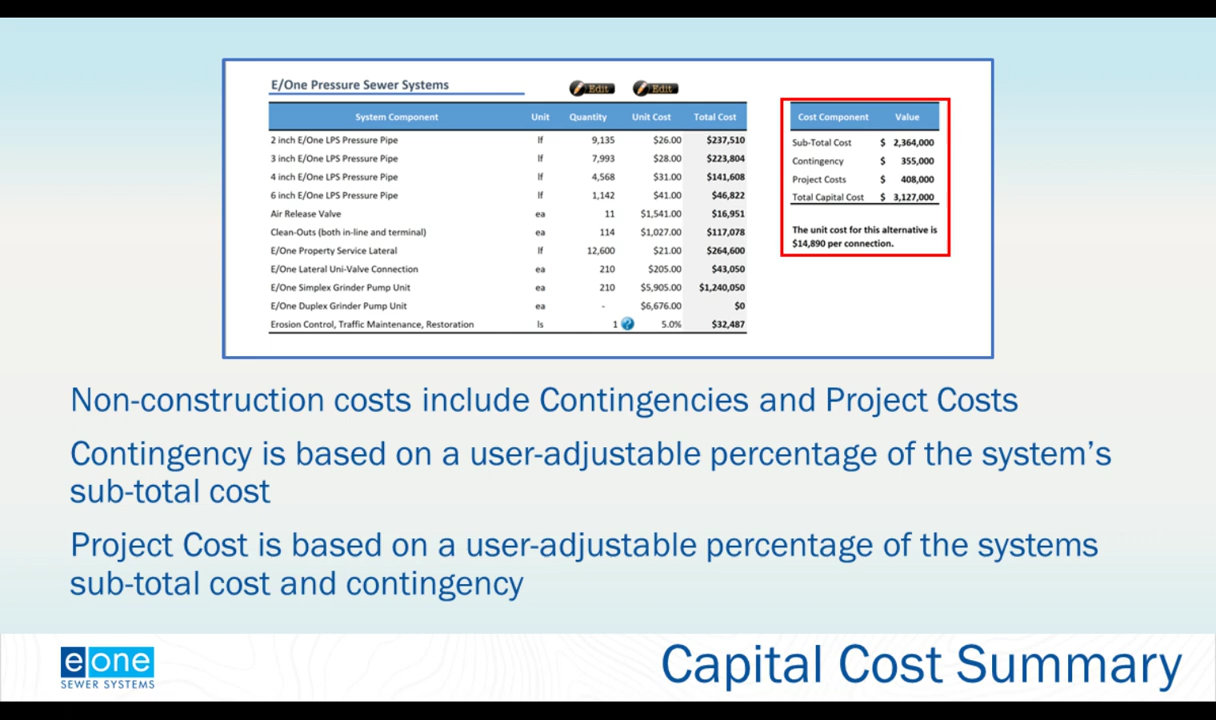 E/One Pressure Sewer Systems
Edit Edit
System Component Unit Quantity Unit Cost Total Cost
2 inch E/One LPS Pressure Pipe lf 9,135 $26.00 $237,510
3 inch E/One LPS Pressure Pipe lf 7,993 $28.00 $223,804
4 inch E/One LPS Pressure Pipe lf 4,568 $31.00 $141,608
6 inch E/One LPS Pressure Pipe lf 1,142 $41.00 $46,822
Air Release Valve ea 11 $1,541.00 $16,951
Clean-Outs (both in-line and terminal) ea 114 $1,027.00 $117,078
E/One Property Service Lateral lf 12,600 $21.00 $264,600
E/One Lateral Uni-Valve Connection ea 210 $205.00 $43,050
E/One Simplex Grinder Pump Unit ea 210 $5,905.00 $1,240,050
E/One Duplex Grinder Pump Unit ea - $6,676.00 $0
Erosion Control, Traffic Maintenance, Restoration ls 1 ? 5.0% $32,487
Cost Component Value
Sub-Total Cost $ 2,364,000
Contingency $ 355,000
Project Costs $ 408,000
Total Capital Cost $ 3,127,000
The unit cost for this alternative is
$14,890 per connection.
Non-construction costs include Contingencies and Project Costs
Contingency is based on a user-adjustable percentage of the system’s
sub-total cost
Project Cost is based on a user-adjustable percentage of the systems
sub-total cost and contingency
e one
SEWER SYSTEMS
Capital Cost Summary